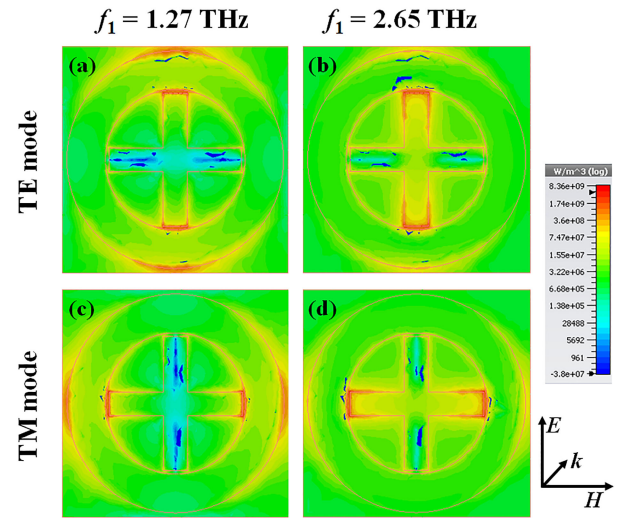 f₁ = 1.27 THz
f₁ = 2.65 THz
TE mode
(a)
(b)
W/m^3 (log)
8.36e+09
1.74e+09
3.6e+08
7.47e+07
1.55e+07
3.22e+06
6.68e+05
1.38e+05
28488
5692
961
-3.8e+07
TM mode
(c)
(d)
E
k
H